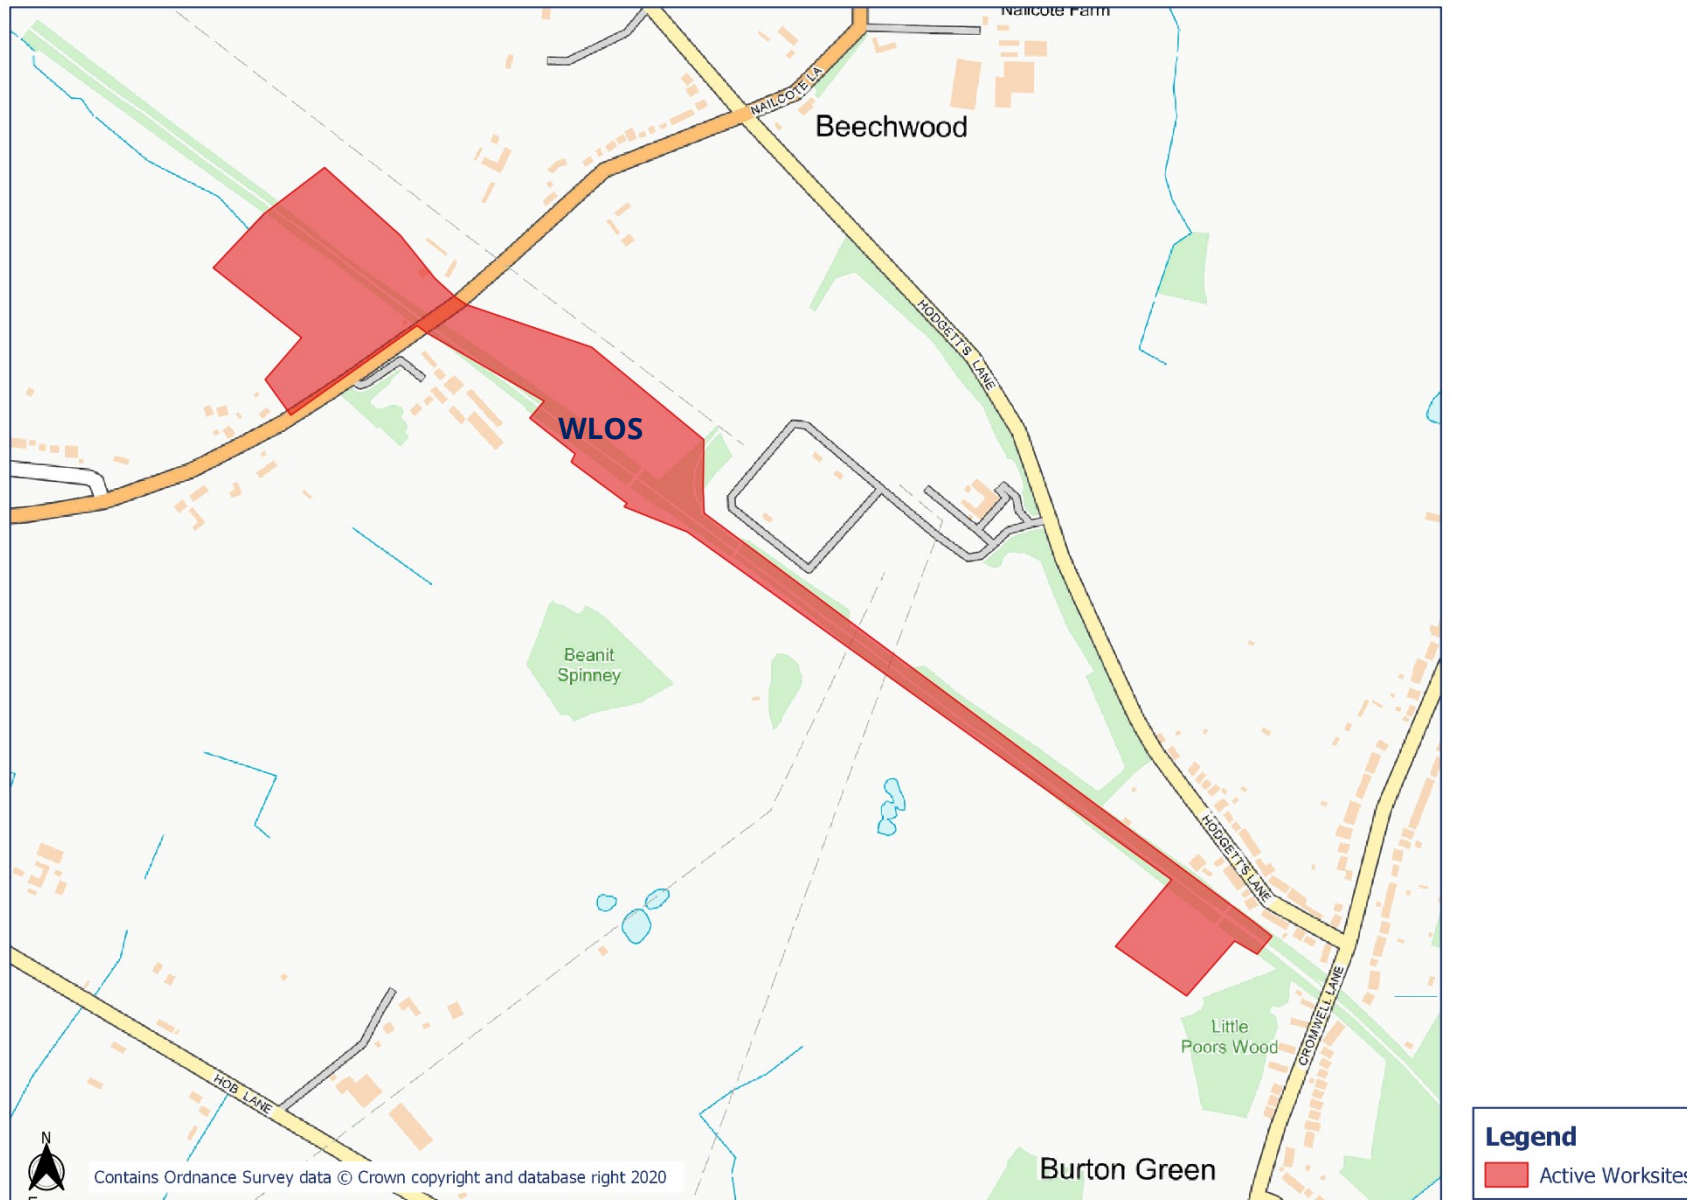 Nailcote Farm
NAILCOTE LA
Beechwood
HODGETT'S LANE
WLOS
Beanit
Spinney
HODGETT'S LANE
CROMWELL LANE
Little
Poors Wood
HOB LANE
Burton Green
N
Contains Ordnance Survey data © Crown copyright and database right 2020
Legend
Active Worksites